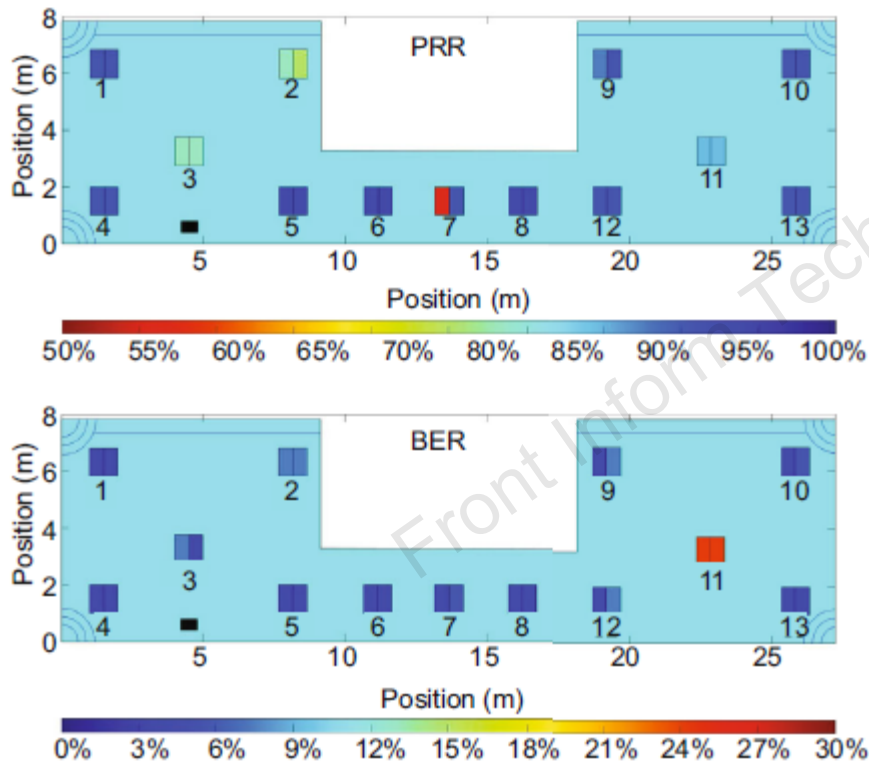 8
PRR
6
1 2 9 10
4
3 11
2
4 5 6 7 8 12 13
0
5 10 15 20 25
Position (m)
Position (m)
50% 55% 60% 65% 70% 80% 85% 90% 95% 100%
8
BER
6
1 2 9 10
4
3 11
2
4 5 6 7 8 12 13
0
5 10 15 20 25
Position (m)
Position (m)
0% 3% 6% 9% 12% 15% 18% 21% 24% 27% 30%
Front Inform Tech